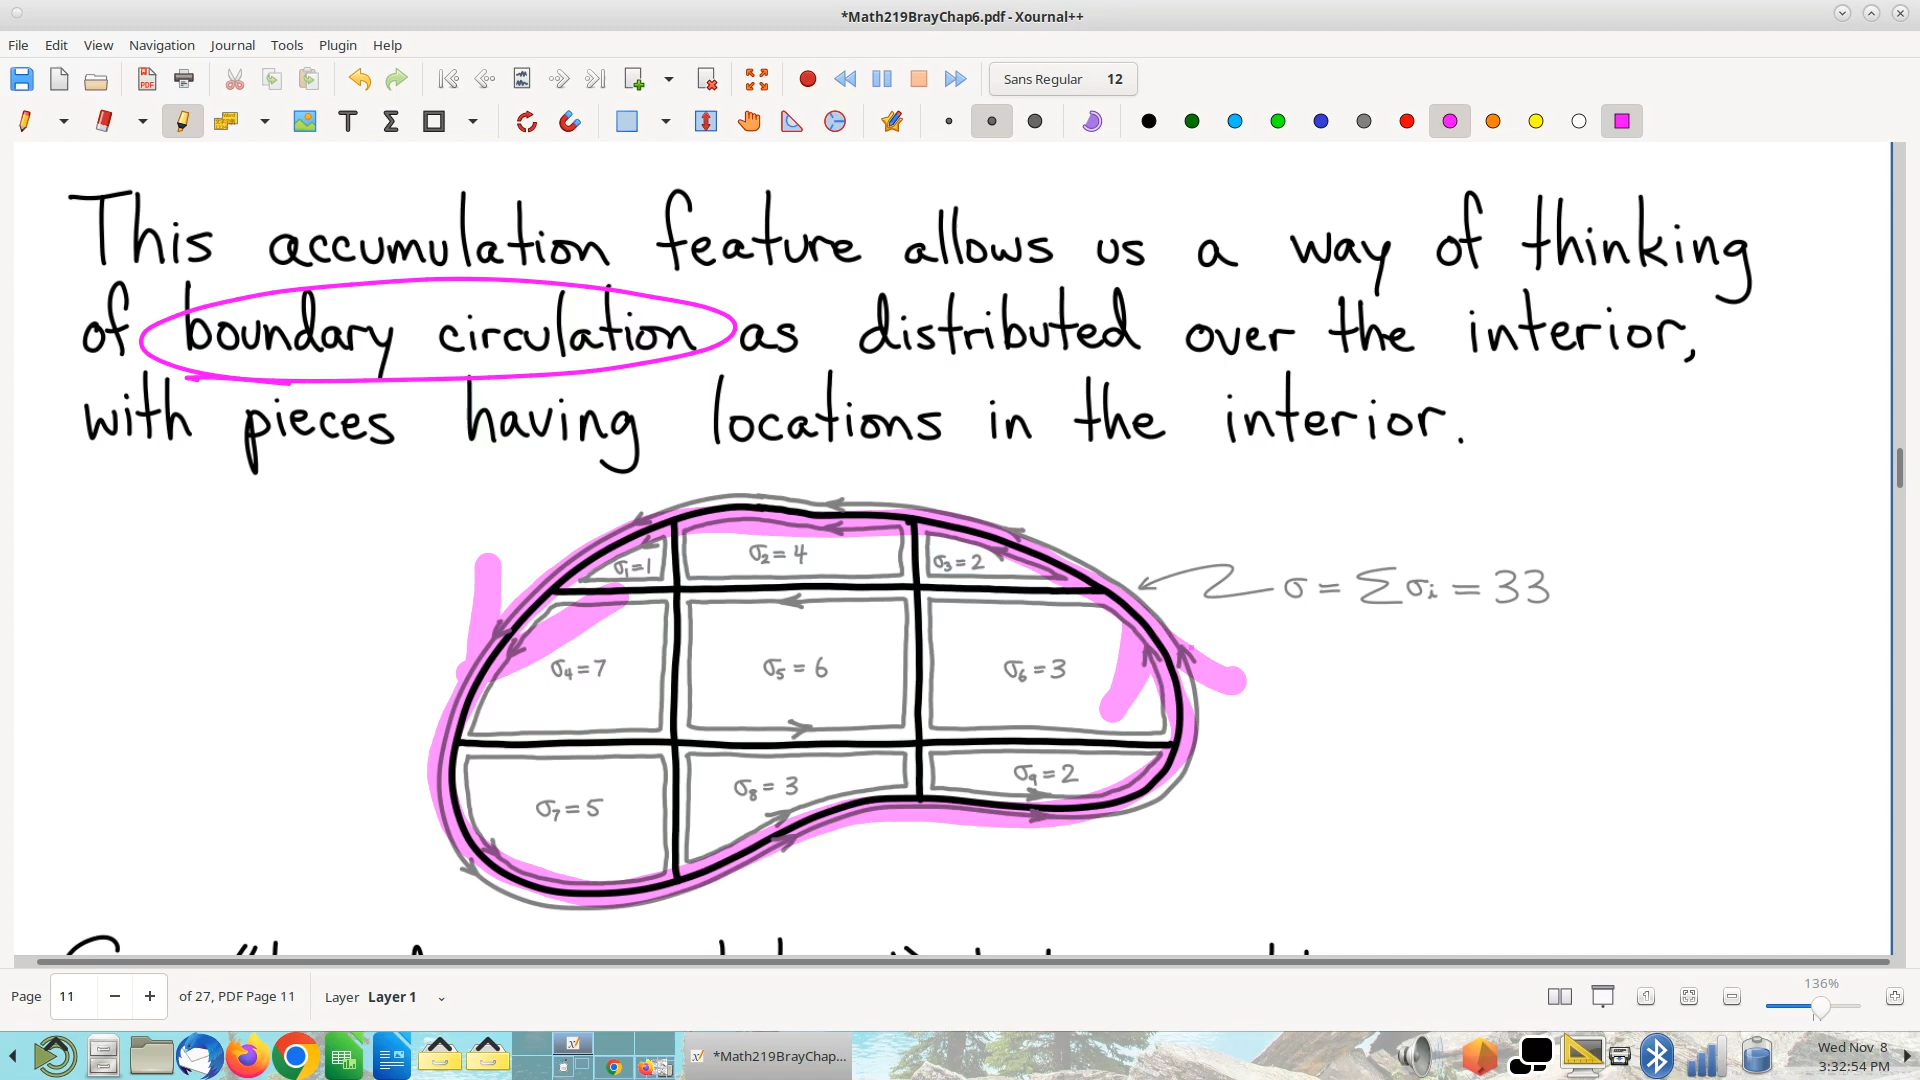 *Math219BrayChap6.pdf - Xournal++
File Edit View Navigation Journal Tools Plugin Help
Sans Regular 12
This accumulation feature allows us a way of thinking
of boundary circulation as distributed over the interior,
with pieces having locations in the interior.
σ₁=1
σ₂=4
σ₃=2
σ = Σσᵢ = 33
σ₄=7
σ₅=6
σ₆=3
σ₇=5
σ₈=3
σ₉=2
Page 11 of 27, PDF Page 11 Layer Layer 1
136%
*Math219BrayChap...
Wed Nov 8
3:32:54 PM